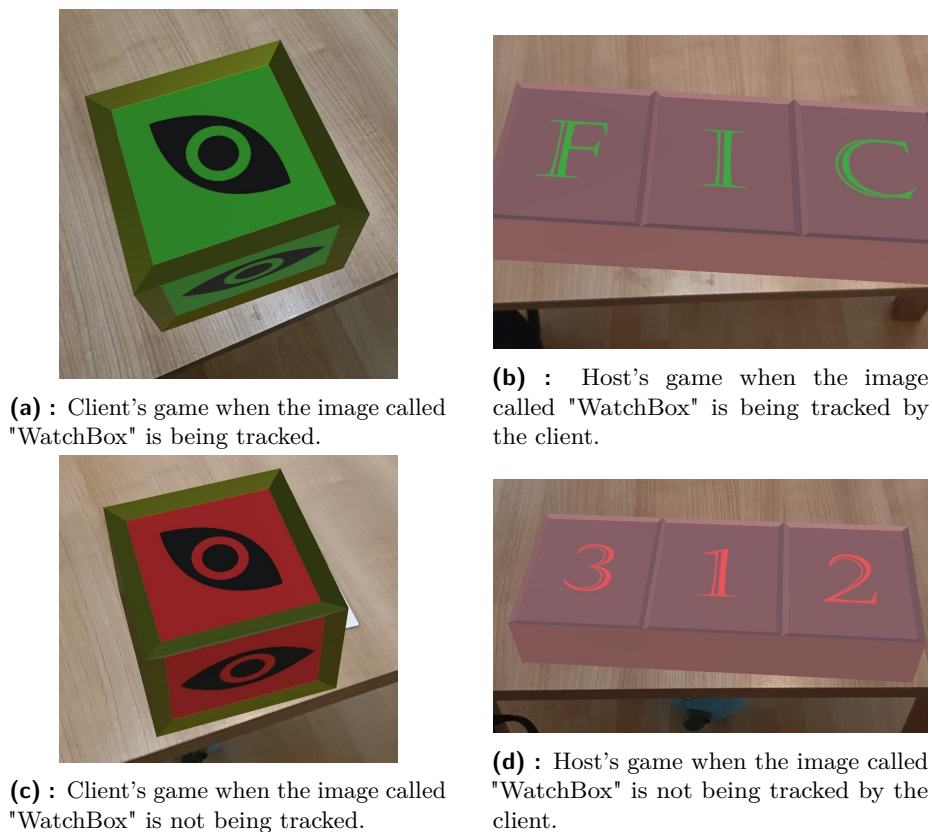 F I C
(a) : Client's game when the image called
"WatchBox" is being tracked.
(b) : Host's game when the image
called "WatchBox" is being tracked by
the client.
3 1 2
(c) : Client's game when the image called
"WatchBox" is not being tracked.
(d) : Host's game when the image called
"WatchBox" is not being tracked by the
client.